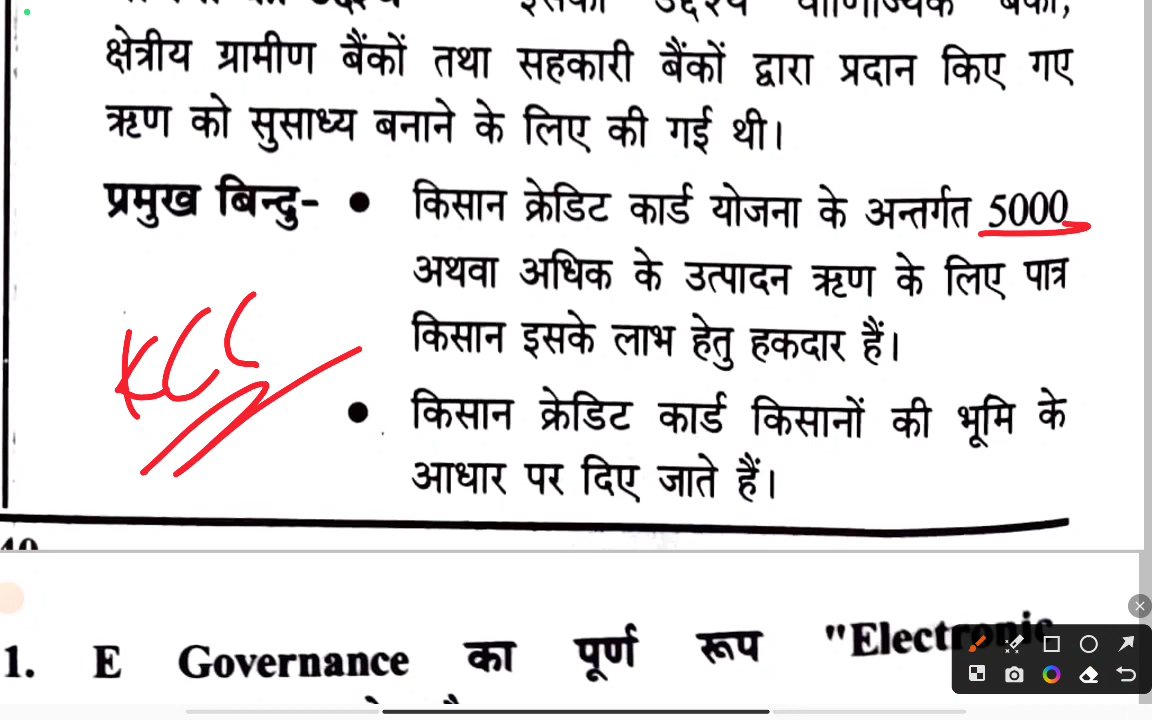 क्षेत्रीय ग्रामीण बैंकों तथा सहकारी बैंकों द्वारा प्रदान किए गए
ऋण को सुसाध्य बनाने के लिए की गई थी।
प्रमुख बिन्दु- ● किसान क्रेडिट कार्ड योजना के अन्तर्गत 5000
अथवा अधिक के उत्पादन ऋण के लिए पात्र
किसान इसके लाभ हेतु हकदार हैं।
KCC
● किसान क्रेडिट कार्ड किसानों की भूमि के
आधार पर दिए जाते हैं।
1. E Governance का पूर्ण रूप "Electronic